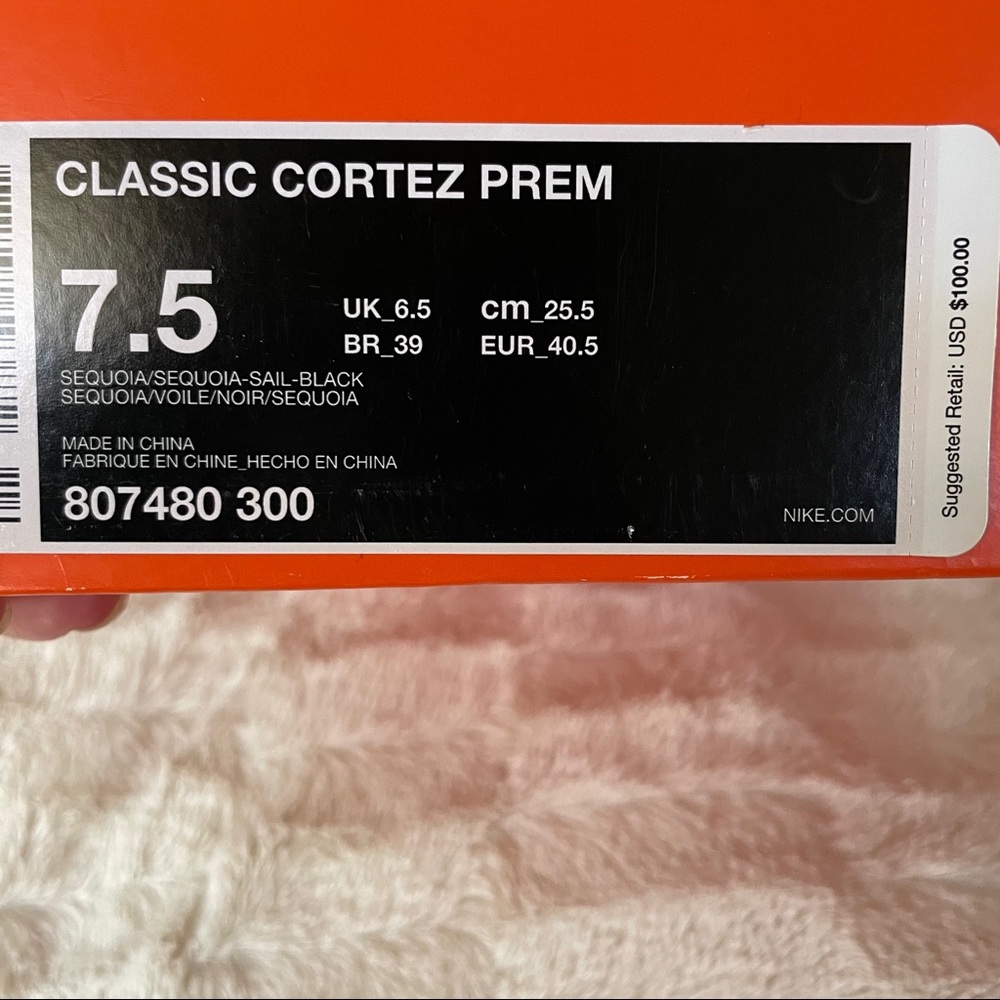 CLASSIC CORTEZ PREM
7.5
UK_6.5 cm_25.5
BR_39 EUR_40.5
SEQUOIA/SEQUOIA-SAIL-BLACK
SEQUOIA/VOILE/NOIR/SEQUOIA
MADE IN CHINA
FABRIQUE EN CHINE_HECHO EN CHINA
807480 300
NIKE.COM
Suggested Retail: USD $100.00